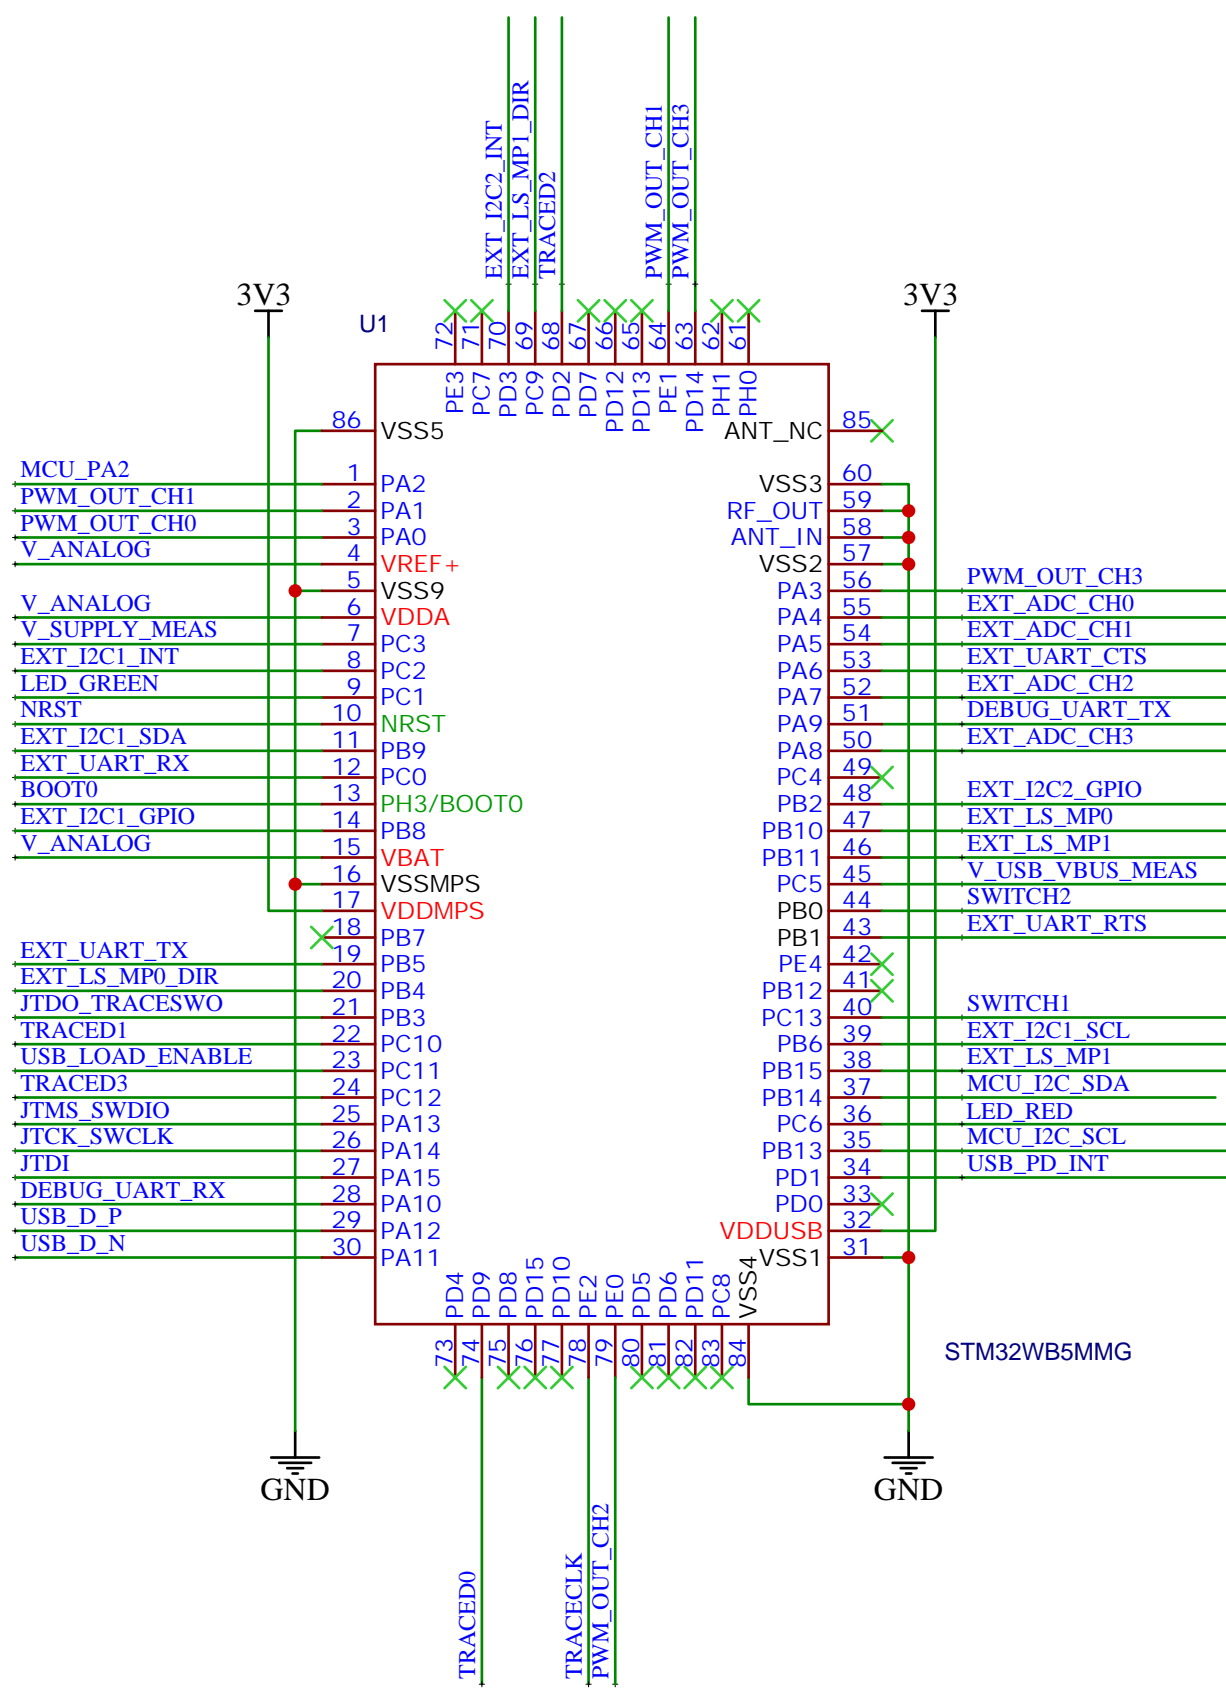 EXT_I2C2_INT
EXT_LS_MP1_DIR
TRACED2
PWM_OUT_CH1
PWM_OUT_CH3
3V3
3V3
U1
72 71 70 69 68 67 66 65 64 63 62 61
PE3 PC7 PD3 PC9 PD2 PD7 PD12 PD13 PE1 PD14 PH1 PH0
86 VSS5
MCU_PA2 1 PA2
PWM_OUT_CH1 2 PA1
PWM_OUT_CH0 3 PA0
V_ANALOG 4 VREF+
5 VSS9
V_ANALOG 6 VDDA
V_SUPPLY_MEAS 7 PC3
EXT_I2C1_INT 8 PC2
LED_GREEN 9 PC1
NRST 10 NRST
EXT_I2C1_SDA 11 PB9
EXT_UART_RX 12 PC0
BOOT0 13 PH3/BOOT0
EXT_I2C1_GPIO 14 PB8
V_ANALOG 15 VBAT
16 VSSMPS
17 VDDMPS
18 PB7
EXT_UART_TX 19 PB5
EXT_LS_MP0_DIR 20 PB4
JTDO_TRACESWO 21 PB3
TRACED1 22 PC10
USB_LOAD_ENABLE 23 PC11
TRACED3 24 PC12
JTMS_SWDIO 25 PA13
JTCK_SWCLK 26 PA14
JTDI 27 PA15
DEBUG_UART_RX 28 PA10
USB_D_P 29 PA12
USB_D_N 30 PA11
ANT_NC 85
VSS3 60
RF_OUT 59
ANT_IN 58
VSS2 57
PA3 56 PWM_OUT_CH3
PA4 55 EXT_ADC_CH0
PA5 54 EXT_ADC_CH1
PA6 53 EXT_UART_CTS
PA7 52 EXT_ADC_CH2
PA9 51 DEBUG_UART_TX
PA8 50 EXT_ADC_CH3
PC4 49
PB2 48 EXT_I2C2_GPIO
PB10 47 EXT_LS_MP0
PB11 46 EXT_LS_MP1
PC5 45 V_USB_VBUS_MEAS
PB0 44 SWITCH2
PB1 43 EXT_UART_RTS
PE4 42
PB12 41
PC13 40 SWITCH1
PB6 39 EXT_I2C1_SCL
PB15 38 EXT_LS_MP1
PB14 37 MCU_I2C_SDA
PC6 36 LED_RED
PB13 35 MCU_I2C_SCL
PD1 34 USB_PD_INT
PD0 33
VDDUSB 32
VSS1 31
PD4 PD9 PD8 PD15 PD10 PE2 PE0 PD5 PD6 PD11 PC8 VSS4
73 74 75 76 77 78 79 80 81 82 83 84
STM32WB5MMG
GND
GND
TRACED0
TRACECLK
PWM_OUT_CH2